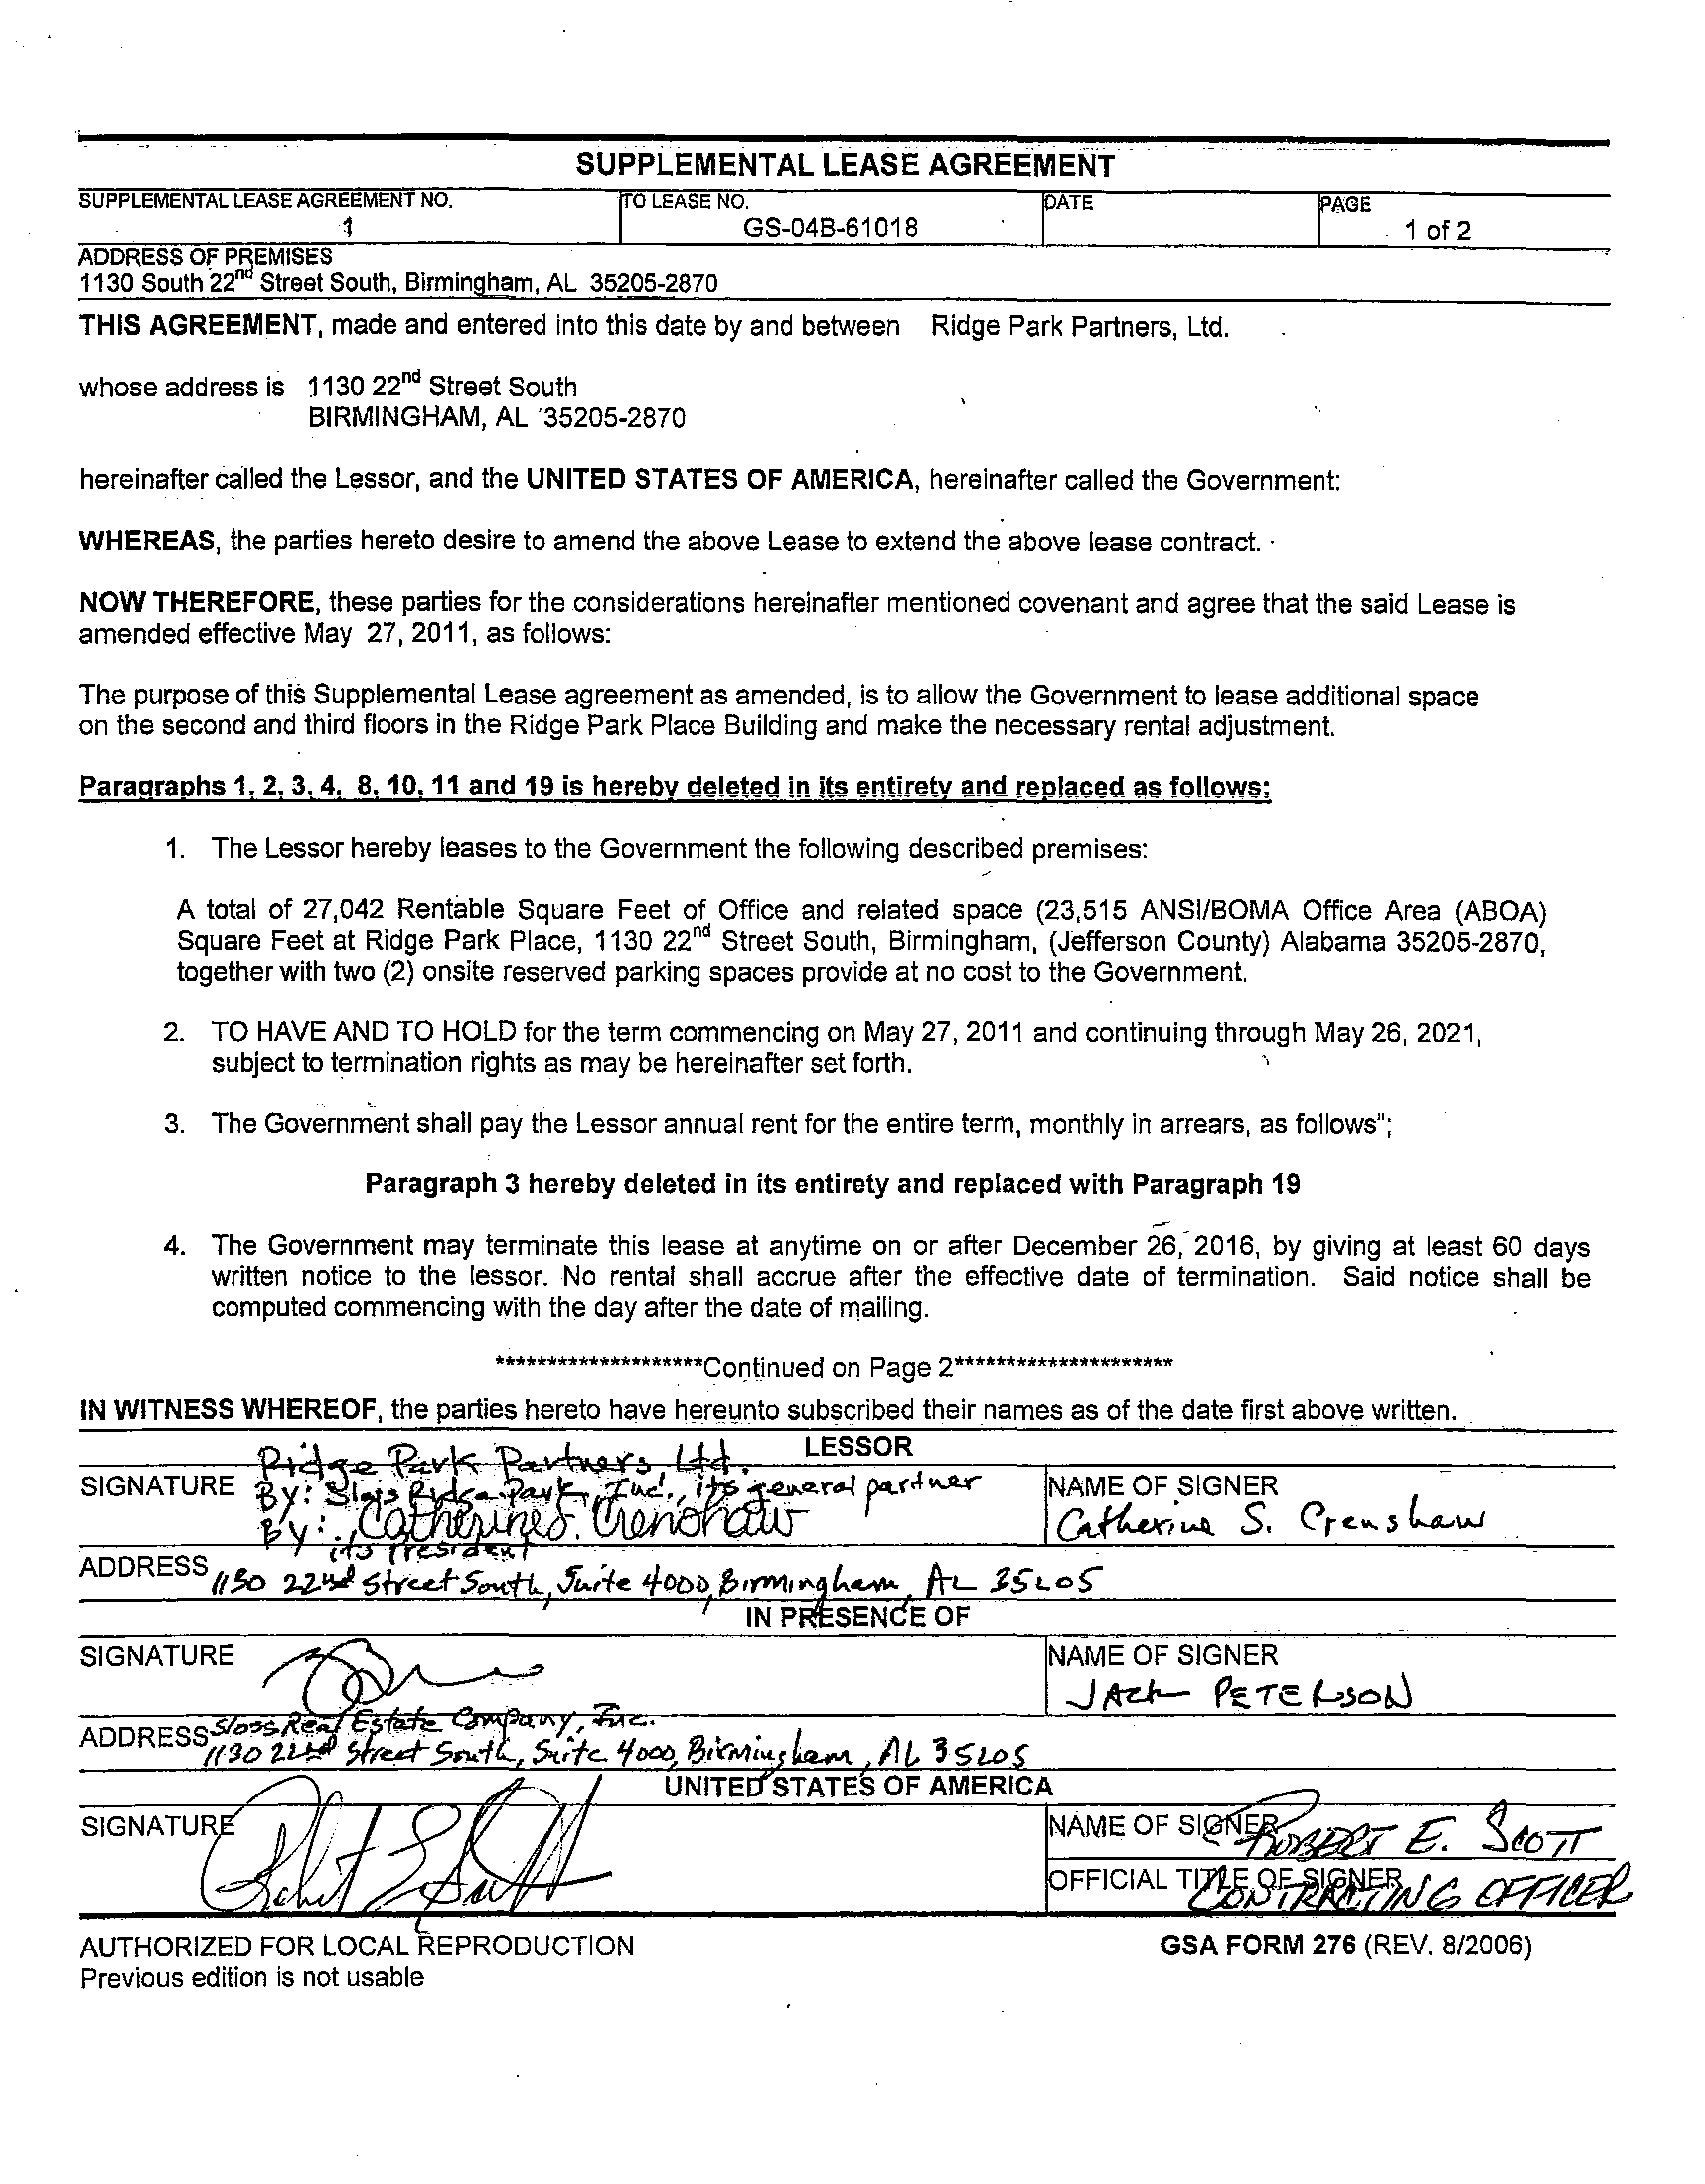 SUPPLEMENTAL LEASE AGREEMENT
SUPPLEMENTAL LEASE AGREEMENT NO. TO LEASE NO. DATE PAGE
1 GS-04B-61018 1 of 2
ADDRESS OF PREMISES
1130 South 22nd Street South, Birmingham, AL 35205-2870
THIS AGREEMENT, made and entered into this date by and between Ridge Park Partners, Ltd.
whose address is 1130 22nd Street South
BIRMINGHAM, AL 35205-2870
hereinafter called the Lessor, and the UNITED STATES OF AMERICA, hereinafter called the Government:
WHEREAS, the parties hereto desire to amend the above Lease to extend the above lease contract.
NOW THEREFORE, these parties for the considerations hereinafter mentioned covenant and agree that the said Lease is
amended effective May 27, 2011, as follows:
The purpose of this Supplemental Lease agreement as amended, is to allow the Government to lease additional space
on the second and third floors in the Ridge Park Place Building and make the necessary rental adjustment.
Paragraphs 1, 2, 3, 4, 8, 10, 11 and 19 is hereby deleted in its entirety and replaced as follows:
1. The Lessor hereby leases to the Government the following described premises:
A total of 27,042 Rentable Square Feet of Office and related space (23,515 ANSI/BOMA Office Area (ABOA)
Square Feet at Ridge Park Place, 1130 22nd Street South, Birmingham, (Jefferson County) Alabama 35205-2870,
together with two (2) onsite reserved parking spaces provide at no cost to the Government.
2. TO HAVE AND TO HOLD for the term commencing on May 27, 2011 and continuing through May 26, 2021,
subject to termination rights as may be hereinafter set forth.
3. The Government shall pay the Lessor annual rent for the entire term, monthly in arrears, as follows";
Paragraph 3 hereby deleted in its entirety and replaced with Paragraph 19
4. The Government may terminate this lease at anytime on or after December 26, 2016, by giving at least 60 days
written notice to the lessor. No rental shall accrue after the effective date of termination. Said notice shall be
computed commencing with the day after the date of mailing.
********************Continued on Page 2*********************
IN WITNESS WHEREOF, the parties hereto have hereunto subscribed their names as of the date first above written.
LESSOR
Ridge Park Partners, Ltd.
SIGNATURE By: Sloss Ridge Park, Inc., its general partner NAME OF SIGNER
By: Catherine S. Crenshaw Catherine S. Crenshaw
its President
ADDRESS 1130 22nd Street South, Suite 4000, Birmingham, AL 35205
IN PRESENCE OF
SIGNATURE NAME OF SIGNER
JACK PETERSON
ADDRESS Sloss Real Estate Company, Inc.
1130 22nd Street South, Suite 4000, Birmingham, AL 35205
UNITED STATES OF AMERICA
SIGNATURE Robert E Scott NAME OF SIGNER ROBERT E. SCOTT
OFFICIAL TITLE OF SIGNER CONTRACTING OFFICER
AUTHORIZED FOR LOCAL REPRODUCTION GSA FORM 276 (REV. 8/2006)
Previous edition is not usable